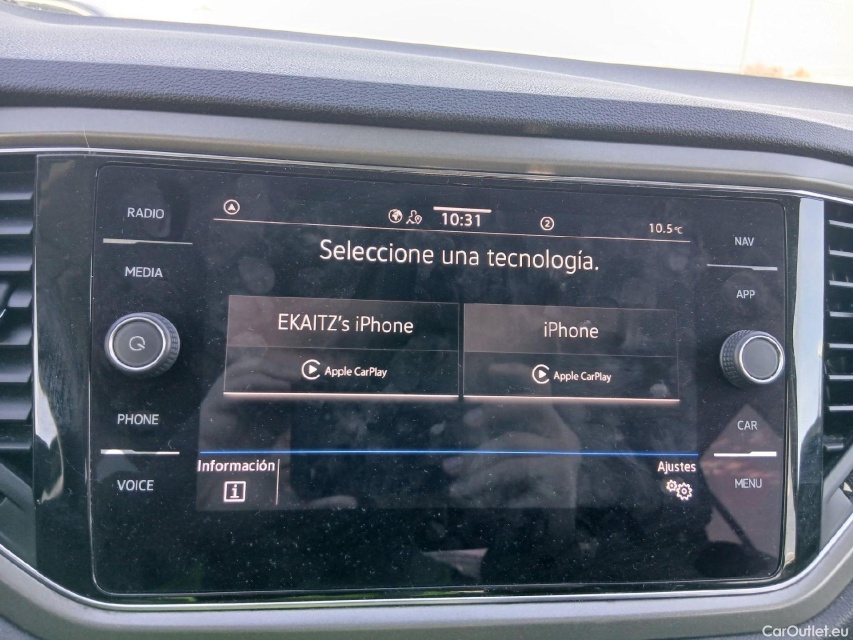 RADIO
MEDIA
PHONE
VOICE
10:31
2
10.5°C
Seleccione una tecnología.
EKAITZ's iPhone
Apple CarPlay
iPhone
Apple CarPlay
Información
i
Ajustes
NAV
APP
CAR
MENU
CarOutlet.eu